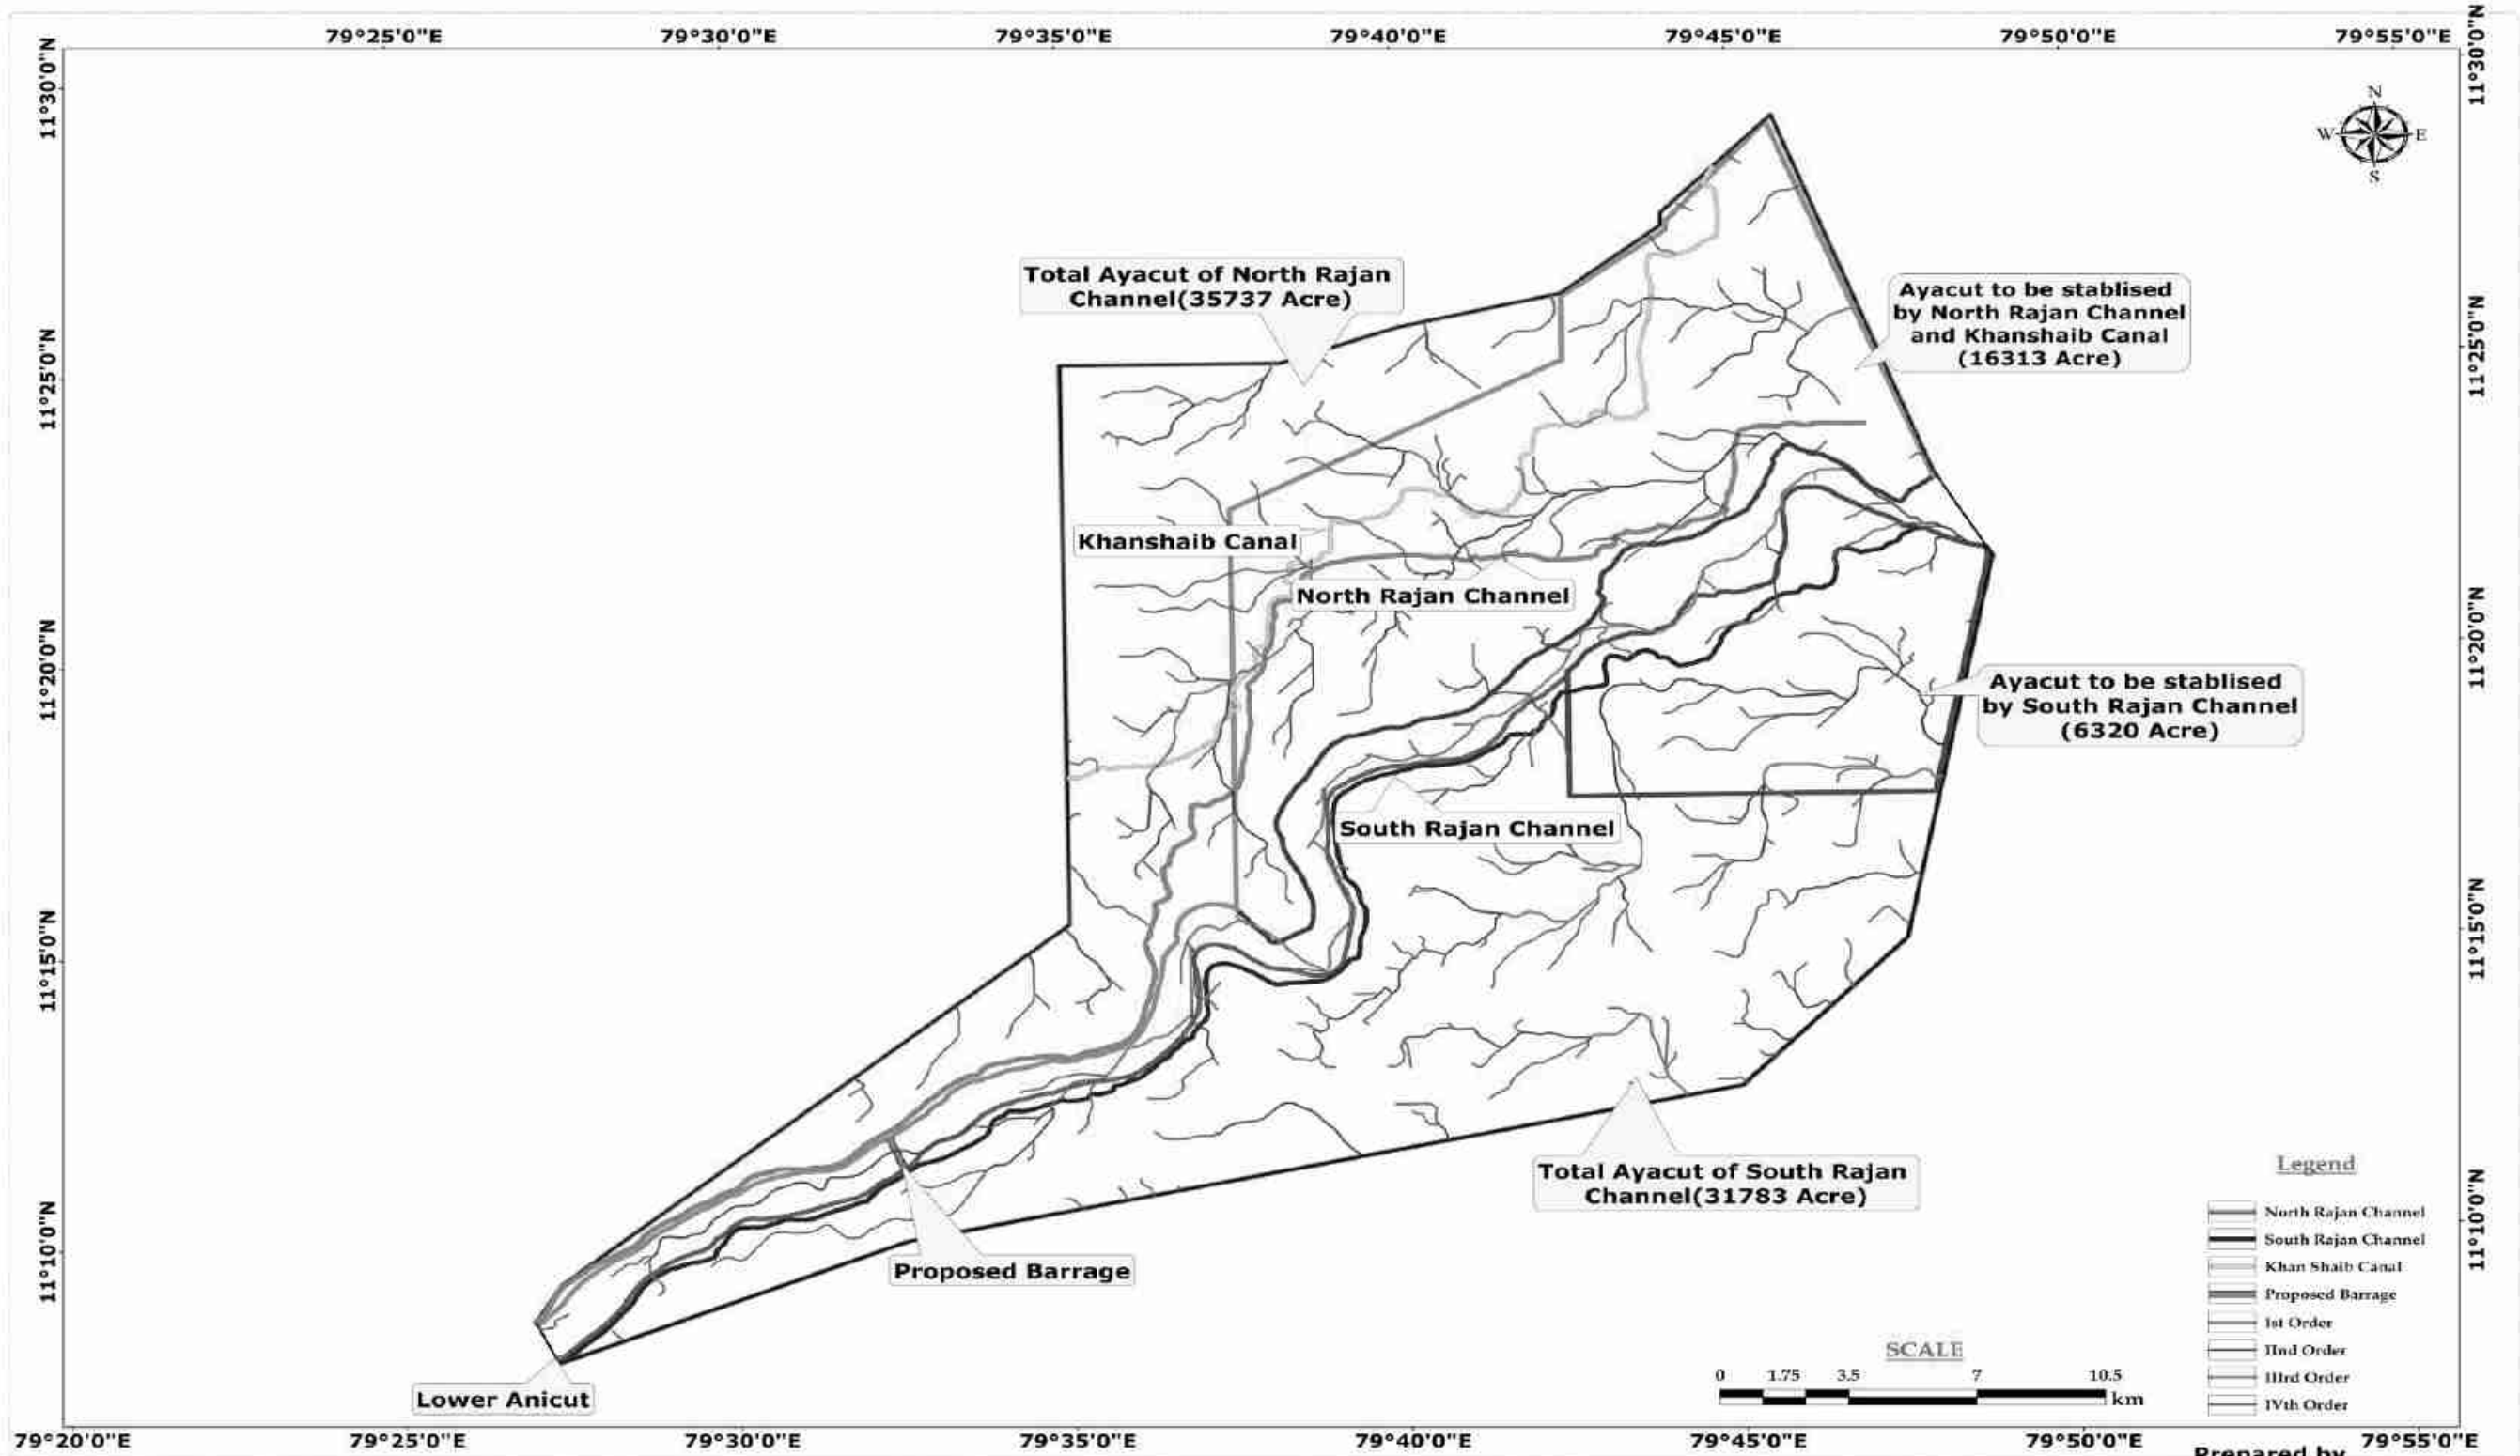 79°25'0"E
79°30'0"E
79°35'0"E
79°40'0"E
79°45'0"E
79°50'0"E
79°55'0"E
11°30'0"N
11°30'0"N
N
W
E
S
Total Ayacut of North Rajan
Channel(35737 Acre)
Ayacut to be stablised
by North Rajan Channel
and Khanshaib Canal
(16313 Acre)
11°25'0"N
11°25'0"N
Khanshaib Canal
North Rajan Channel
11°20'0"N
11°20'0"N
Ayacut to be stablised
by South Rajan Channel
(6320 Acre)
South Rajan Channel
11°15'0"N
11°15'0"N
Total Ayacut of South Rajan
Channel(31783 Acre)
11°10'0"N
11°10'0"N
Proposed Barrage
Lower Anicut
Legend
North Rajan Channel
South Rajan Channel
Khan Shaib Canal
Proposed Barrage
Ist Order
IInd Order
IIIrd Order
IVth Order
SCALE
0 1.75 3.5 7 10.5
km
79°20'0"E
79°25'0"E
79°30'0"E
79°35'0"E
79°40'0"E
79°45'0"E
79°50'0"E
79°55'0"E
Prepared by